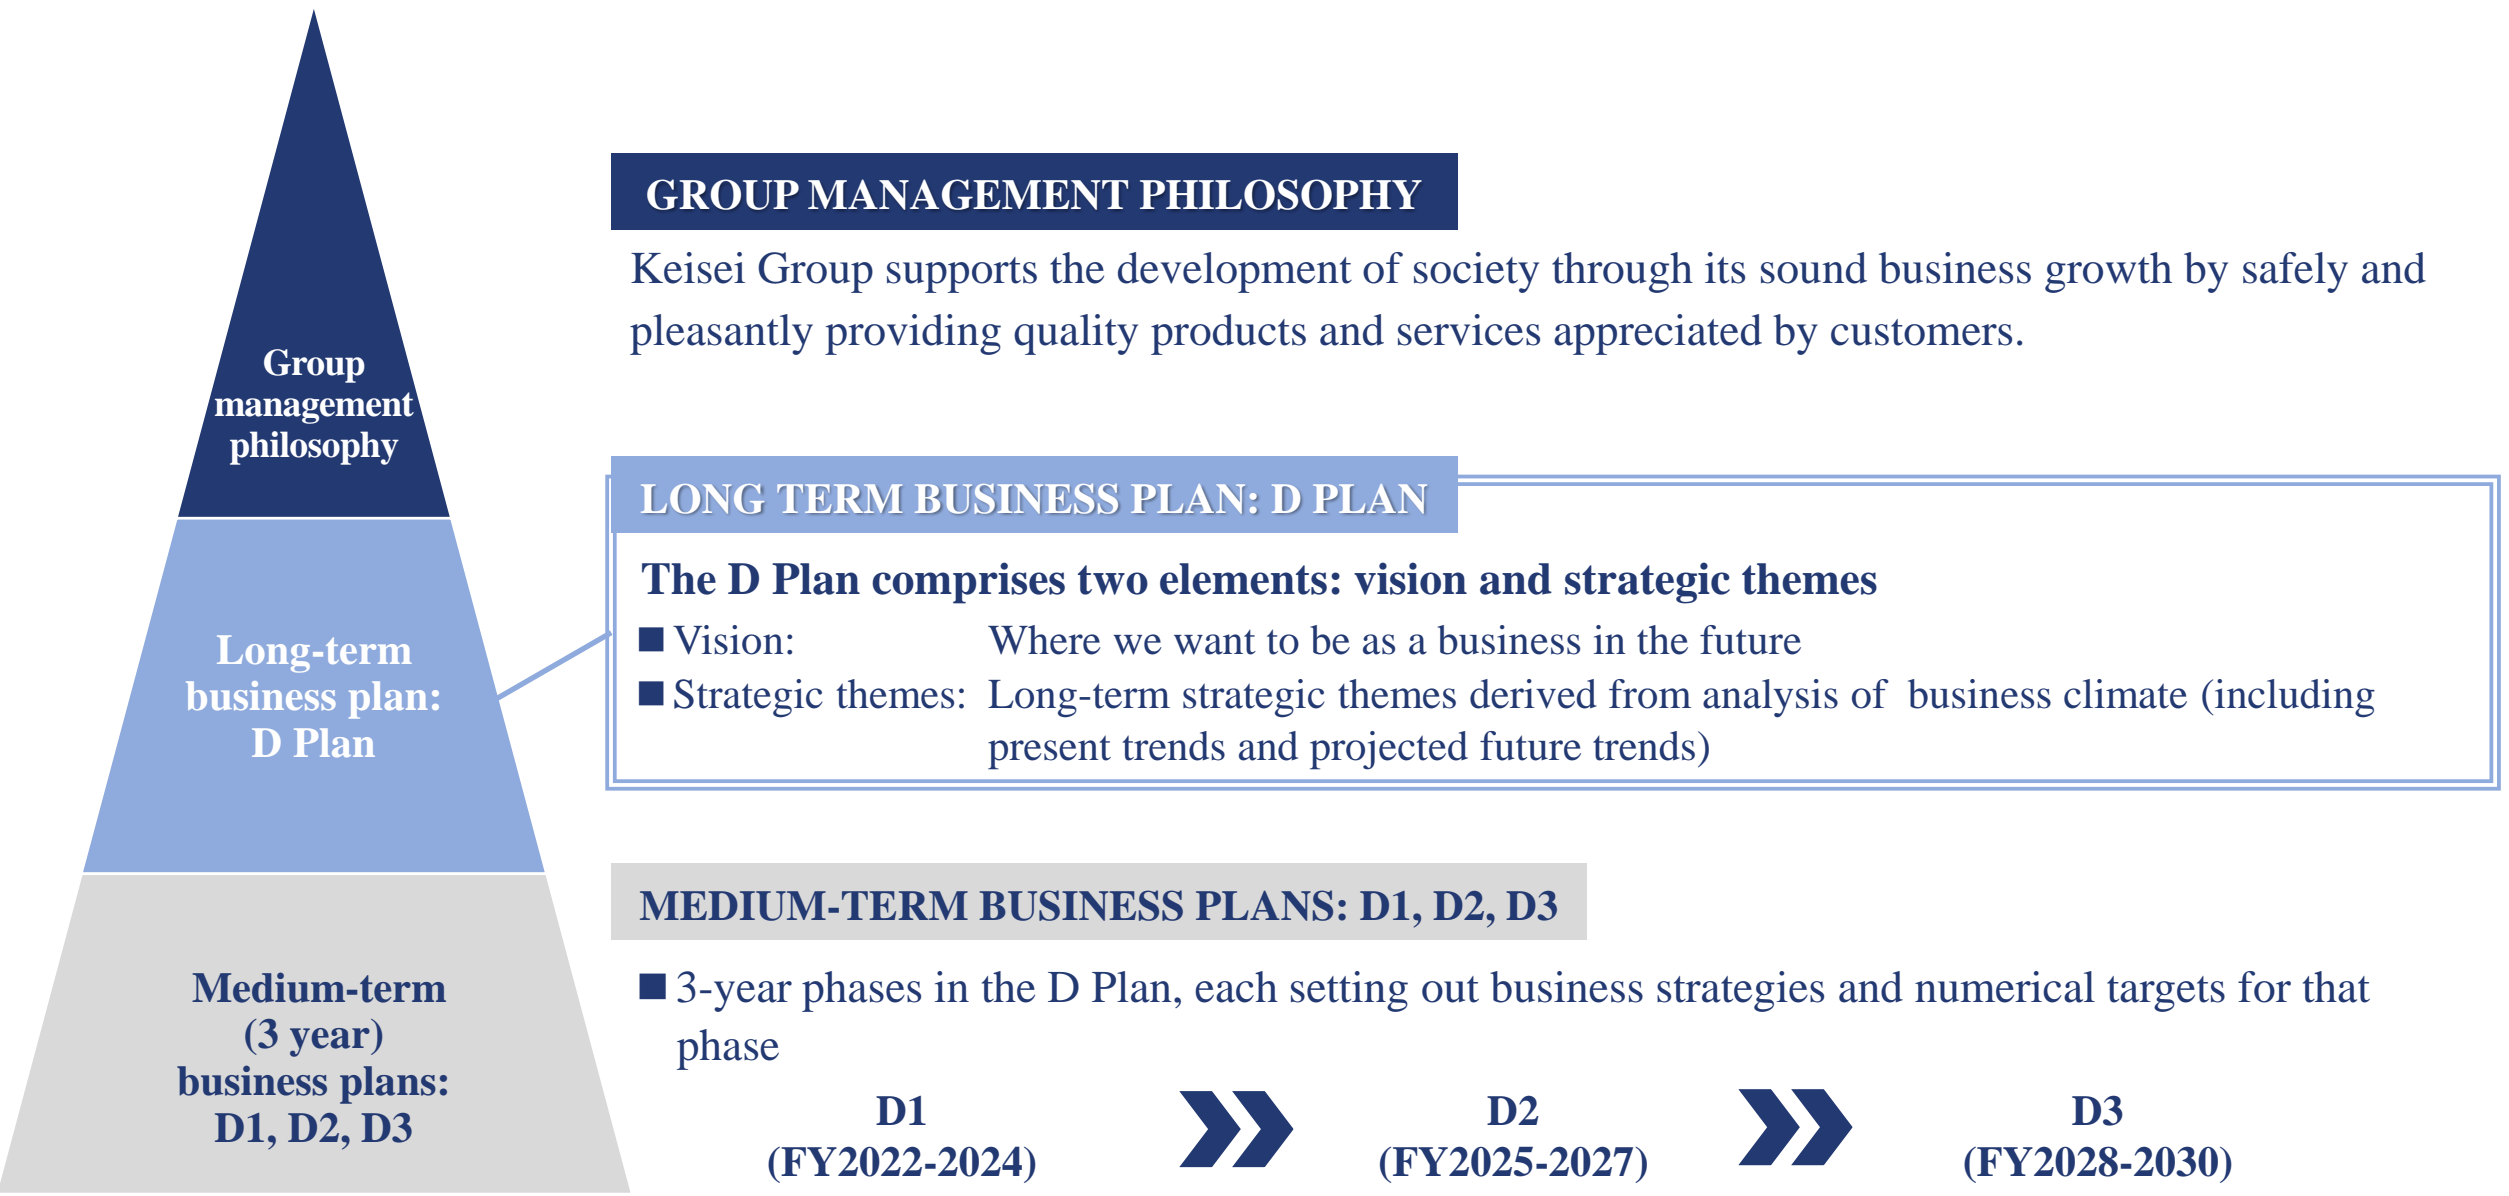 Group
management
philosophy
Long-term
business plan:
D Plan
Medium-term
(3 year)
business plans:
D1, D2, D3
GROUP MANAGEMENT PHILOSOPHY
Keisei Group supports the development of society through its sound business growth by safely and
pleasantly providing quality products and services appreciated by customers.
LONG TERM BUSINESS PLAN: D PLAN
The D Plan comprises two elements: vision and strategic themes
■ Vision: Where we want to be as a business in the future
■ Strategic themes: Long-term strategic themes derived from analysis of business climate (including
present trends and projected future trends)
MEDIUM-TERM BUSINESS PLANS: D1, D2, D3
■ 3-year phases in the D Plan, each setting out business strategies and numerical targets for that
phase
D1
(FY2022-2024)
D2
(FY2025-2027)
D3
(FY2028-2030)